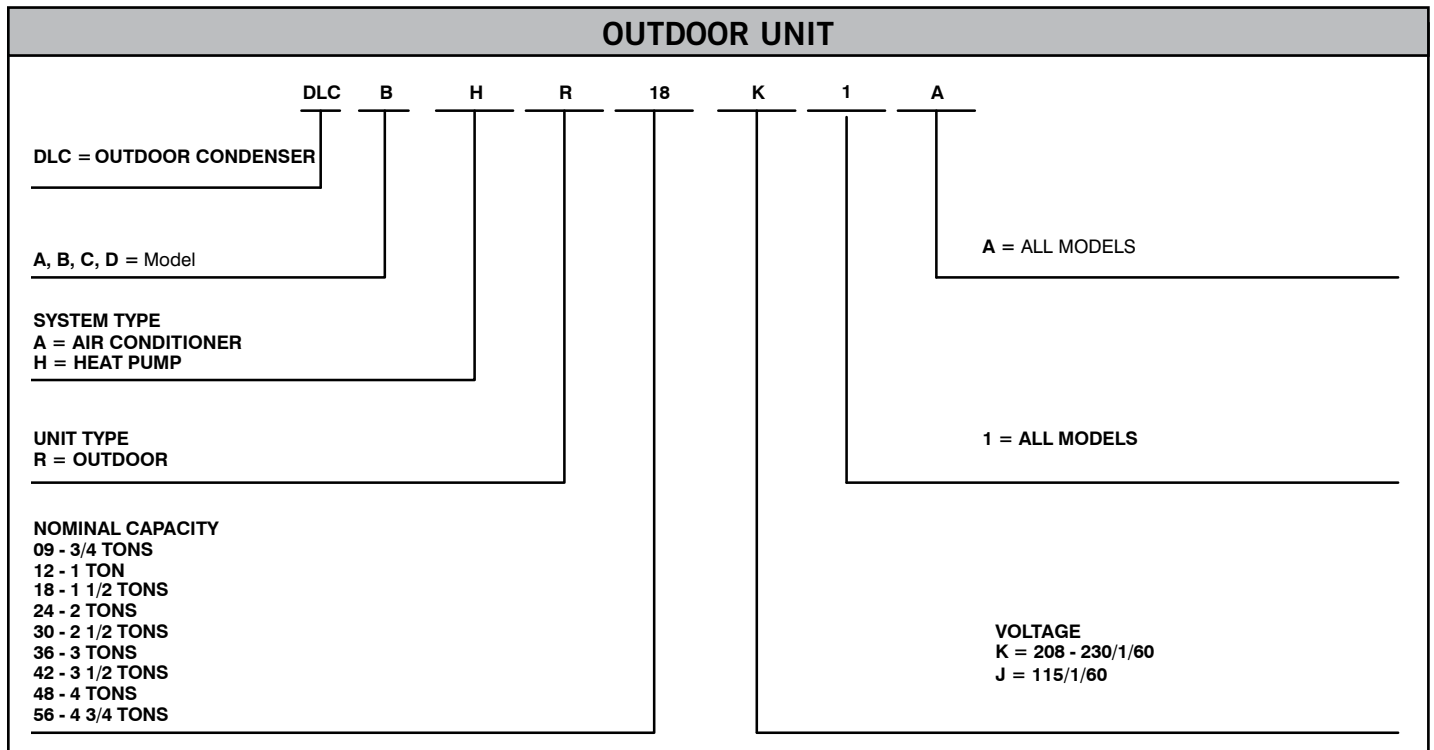 OUTDOOR UNIT
DLC B H R 18 K 1 A
DLC = OUTDOOR CONDENSER
A, B, C, D = Model
A = ALL MODELS
SYSTEM TYPE
A = AIR CONDITIONER
H = HEAT PUMP
UNIT TYPE
R = OUTDOOR
1 = ALL MODELS
NOMINAL CAPACITY
09 - 3/4 TONS
12 - 1 TON
18 - 1 1/2 TONS
24 - 2 TONS
30 - 2 1/2 TONS
36 - 3 TONS
42 - 3 1/2 TONS
48 - 4 TONS
56 - 4 3/4 TONS
VOLTAGE
K = 208 - 230/1/60
J = 115/1/60